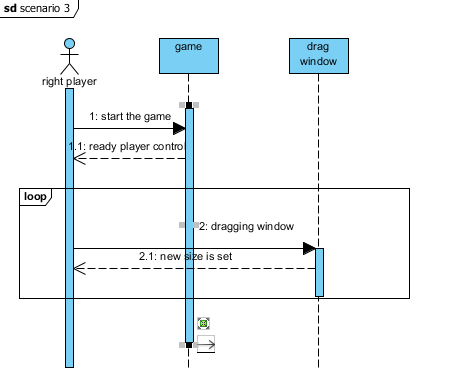 sd scenario 3
game
drag
window
right player
1: start the game
1.1: ready player control
loop
2: dragging window
2.1: new size is set